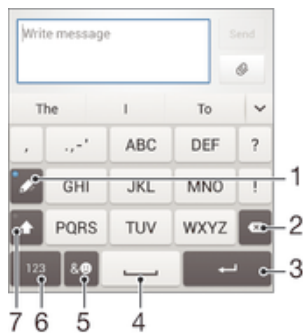 Write message
Send
The I To
, .,-' ABC DEF ?
GHI JKL MNO ! 1
PQRS TUV WXYZ 2
123 & 3
7 6 5 4